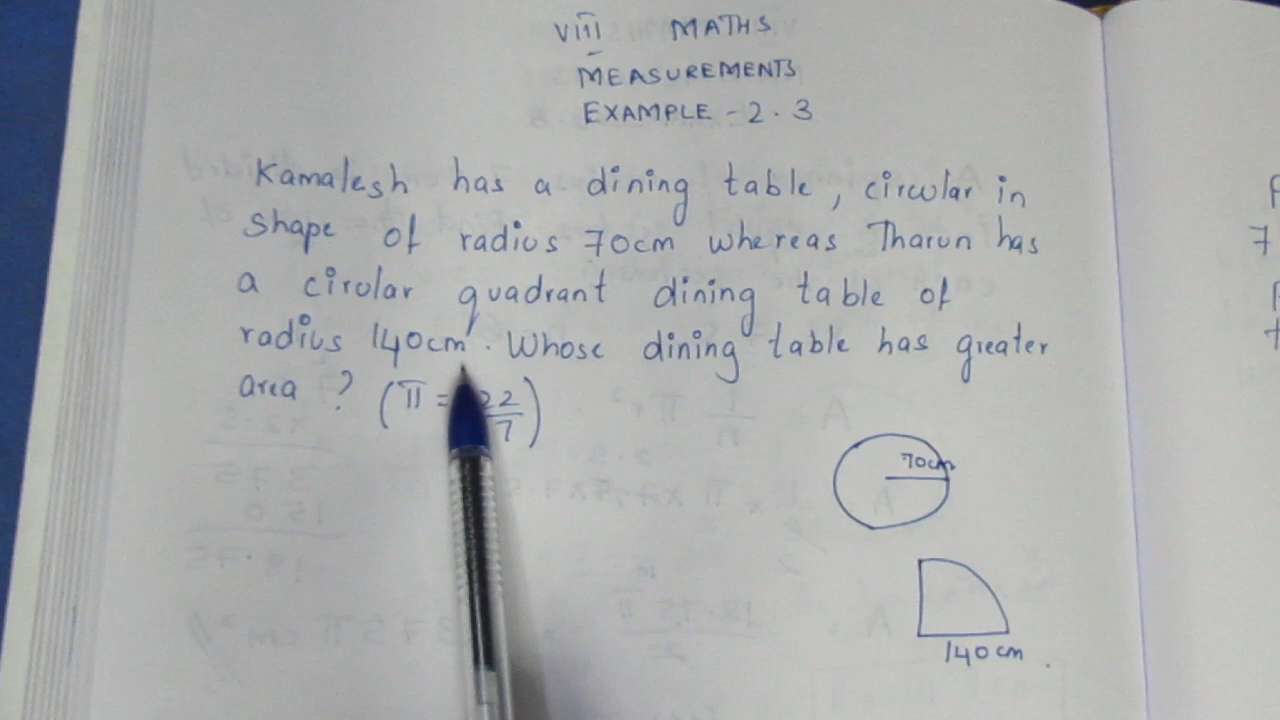 VIII MATHS
MEASUREMENTS
EXAMPLE - 2.3
Kamalesh has a dining table, circular in
shape of radius 70cm whereas Tharun has
a circular quadrant dining table of
radius 140cm. Whose dining table has greater
area? (π = 22/7)
70cm
140cm
7